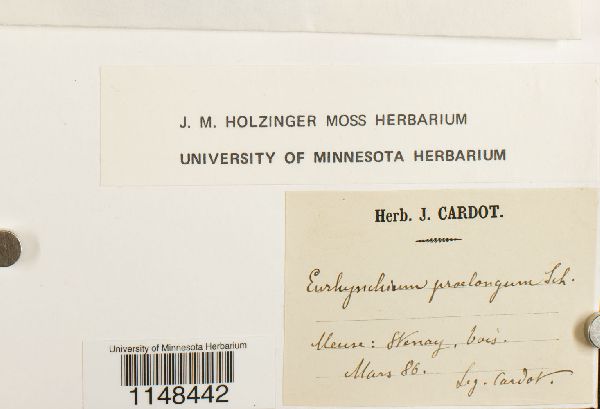 J. M. HOLZINGER MOSS HERBARIUM
UNIVERSITY OF MINNESOTA HERBARIUM
Herb. J. CARDOT.
Eurhynchium praelongum Sch.
Meuse: Stenay, bois.
Mars 86.
Leg. Cardot.
University of Minnesota Herbarium
1148442